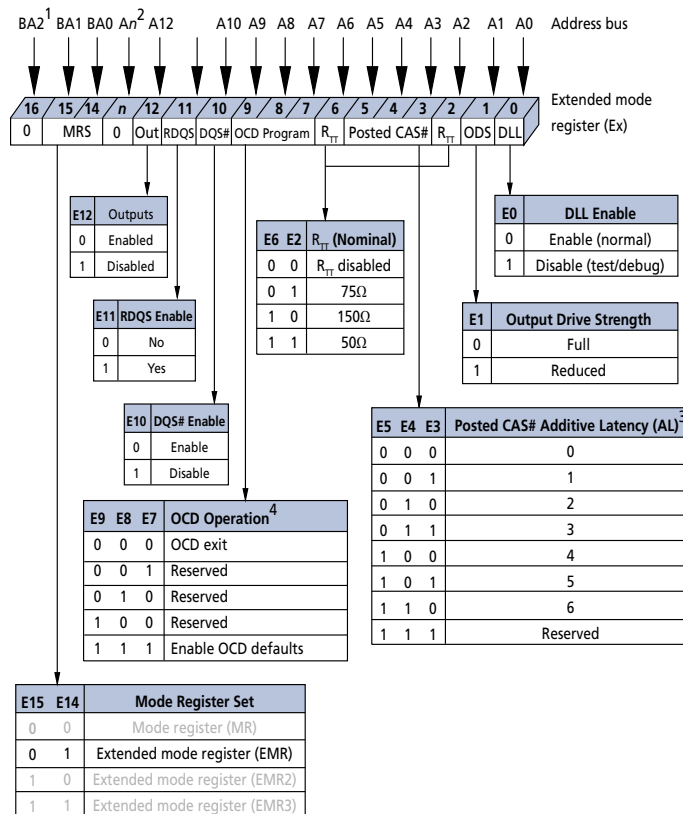 BA2¹ BA1 BA0 An² A12 A10 A9 A8 A7 A6 A5 A4 A3 A2 A1 A0 Address bus
16 15 14 n 12 11 10 9 8 7 6 5 4 3 2 1 0 Extended mode
0 MRS 0 Out RDQS DQS# OCD Program RTT Posted CAS# RTT ODS DLL register (Ex)
E12 Outputs
0 Enabled
1 Disabled
E6 E2 RTT (Nominal)
0 0 RTT disabled
0 1 75Ω
1 0 150Ω
1 1 50Ω
E0 DLL Enable
0 Enable (normal)
1 Disable (test/debug)
E11 RDQS Enable
0 No
1 Yes
E1 Output Drive Strength
0 Full
1 Reduced
E10 DQS# Enable
0 Enable
1 Disable
E5 E4 E3 Posted CAS# Additive Latency (AL)³
0 0 0 0
0 0 1 1
0 1 0 2
0 1 1 3
1 0 0 4
1 0 1 5
1 1 0 6
1 1 1 Reserved
E9 E8 E7 OCD Operation⁴
0 0 0 OCD exit
0 0 1 Reserved
0 1 0 Reserved
1 0 0 Reserved
1 1 1 Enable OCD defaults
E15 E14 Mode Register Set
0 0 Mode register (MR)
0 1 Extended mode register (EMR)
1 0 Extended mode register (EMR2)
1 1 Extended mode register (EMR3)